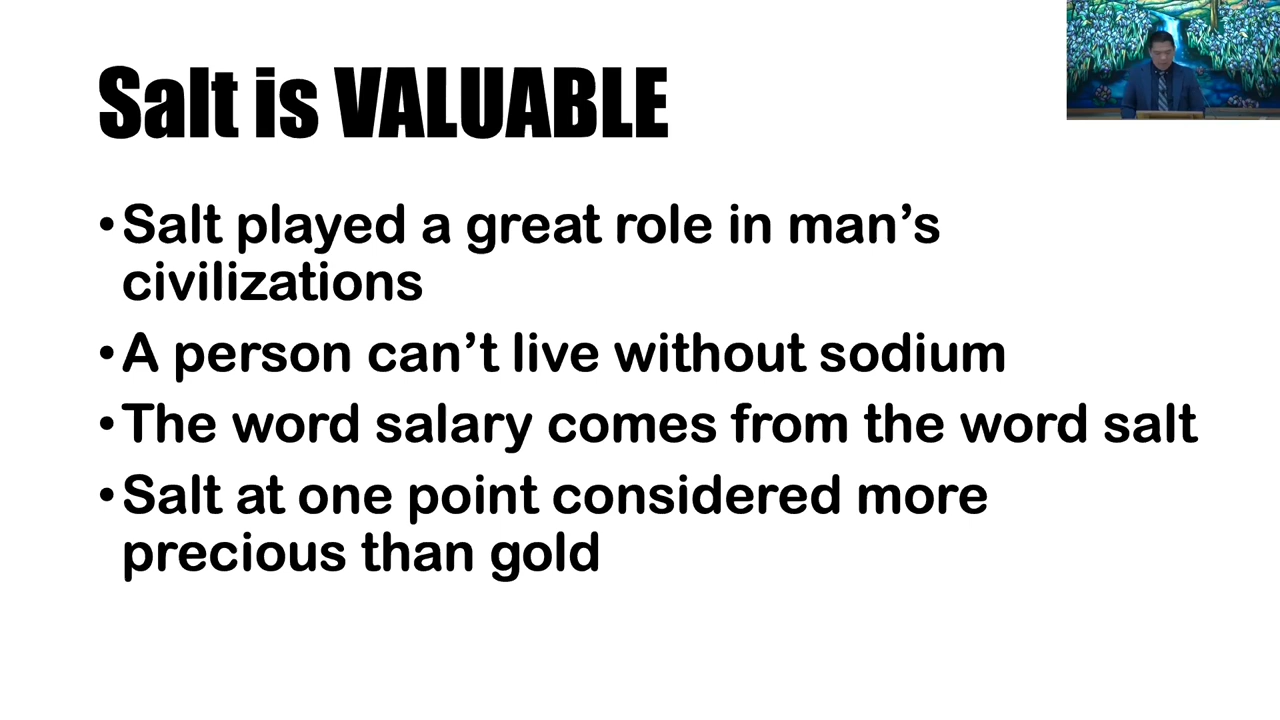 Salt is VALUABLE
•Salt played a great role in man’s
civilizations
•A person can’t live without sodium
•The word salary comes from the word salt
•Salt at one point considered more
precious than gold